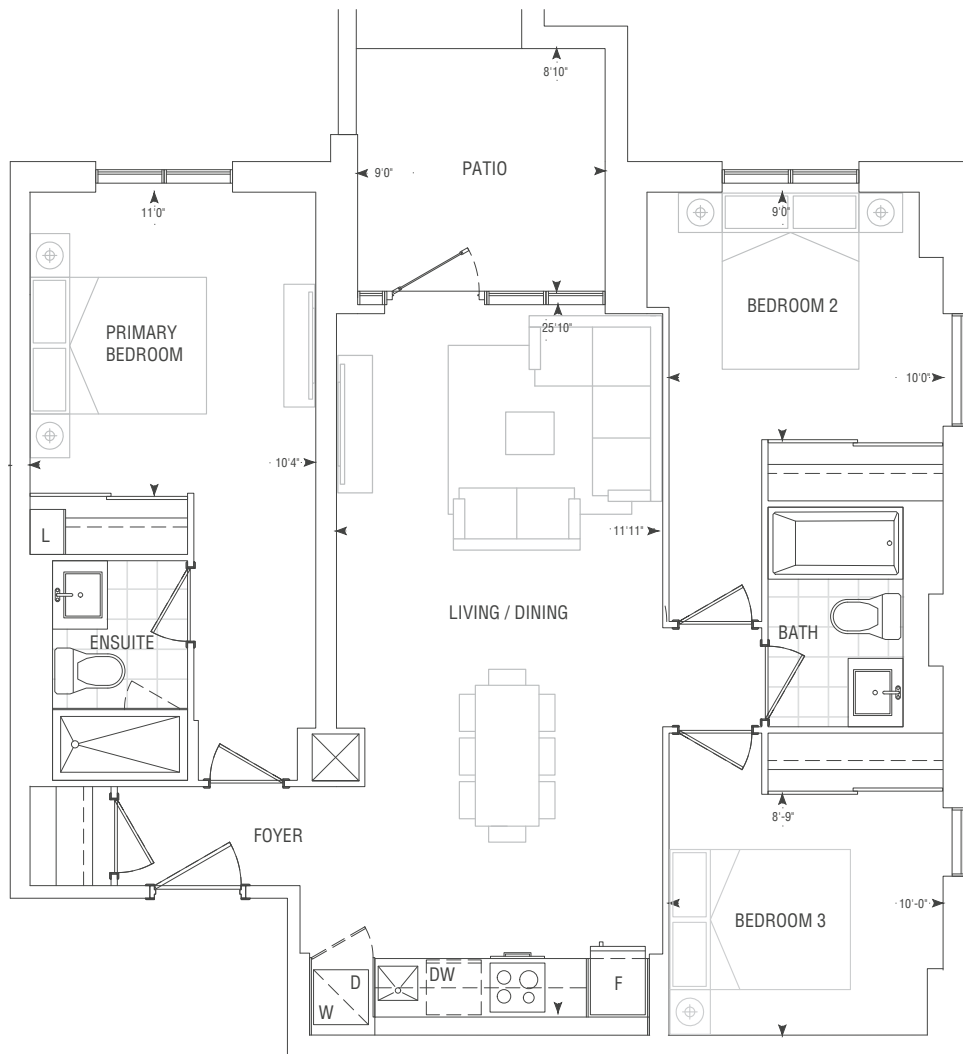 8'10"
9'0"
PATIO
11'0"
9'0"
PRIMARY
BEDROOM
25'10"
BEDROOM 2
10'0"
10'4"
L
11'11"
ENSUITE
LIVING / DINING
BATH
FOYER
8'-9"
10'-0"
BEDROOM 3
D
W
DW
F